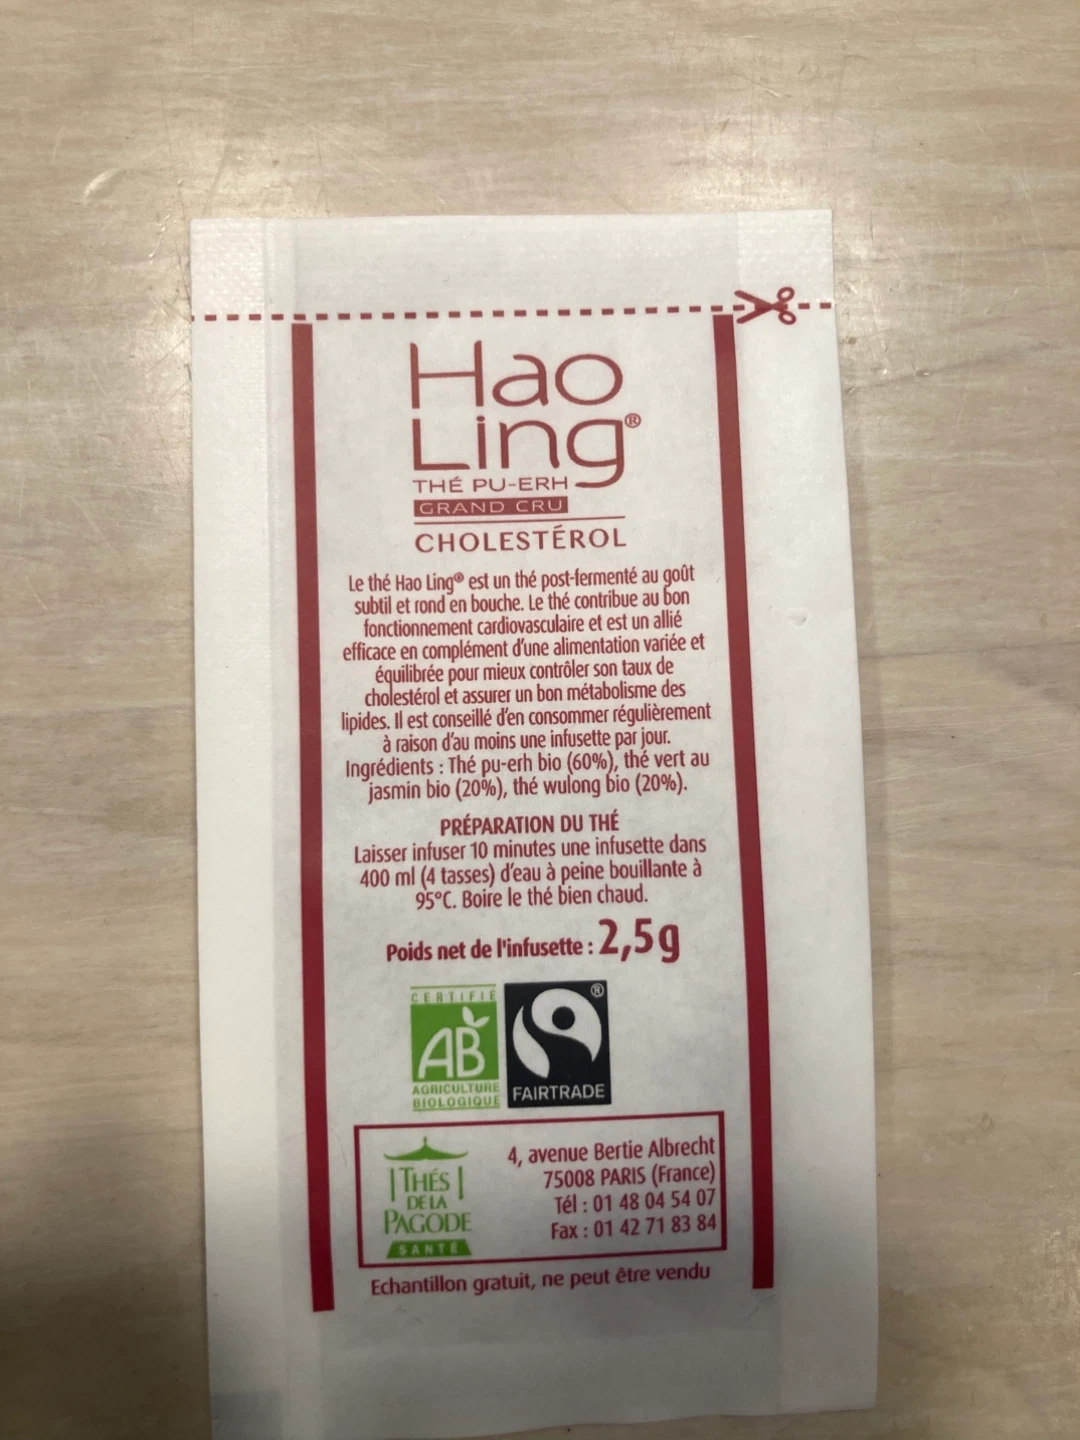 Hao
Ling®
THÉ PU-ERH
GRAND CRU
CHOLESTÉROL
Le thé Hao Ling® est un thé post-fermenté au goût
subtil et rond en bouche. Le thé contribue au bon
fonctionnement cardiovasculaire et est un allié
efficace en complément d'une alimentation variée et
équilibrée pour mieux contrôler son taux de
cholestérol et assurer un bon métabolisme des
lipides. Il est conseillé d'en consommer régulièrement
à raison d'au moins une infusette par jour.
Ingrédients : Thé pu-erh bio (60%), thé vert au
jasmin bio (20%), thé wulong bio (20%).
PRÉPARATION DU THÉ
Laisser infuser 10 minutes une infusette dans
400 ml (4 tasses) d'eau à peine bouillante à
95°C. Boire le thé bien chaud.
Poids net de l'infusette : 2,5g
CERTIFIÉ
AB
AGRICULTURE
BIOLOGIQUE
®
FAIRTRADE
THÉS
DE LA
PAGODE
SANTÉ
4, avenue Bertie Albrecht
75008 PARIS (France)
Tél : 01 48 04 54 07
Fax : 01 42 71 83 84
Echantillon gratuit, ne peut être vendu